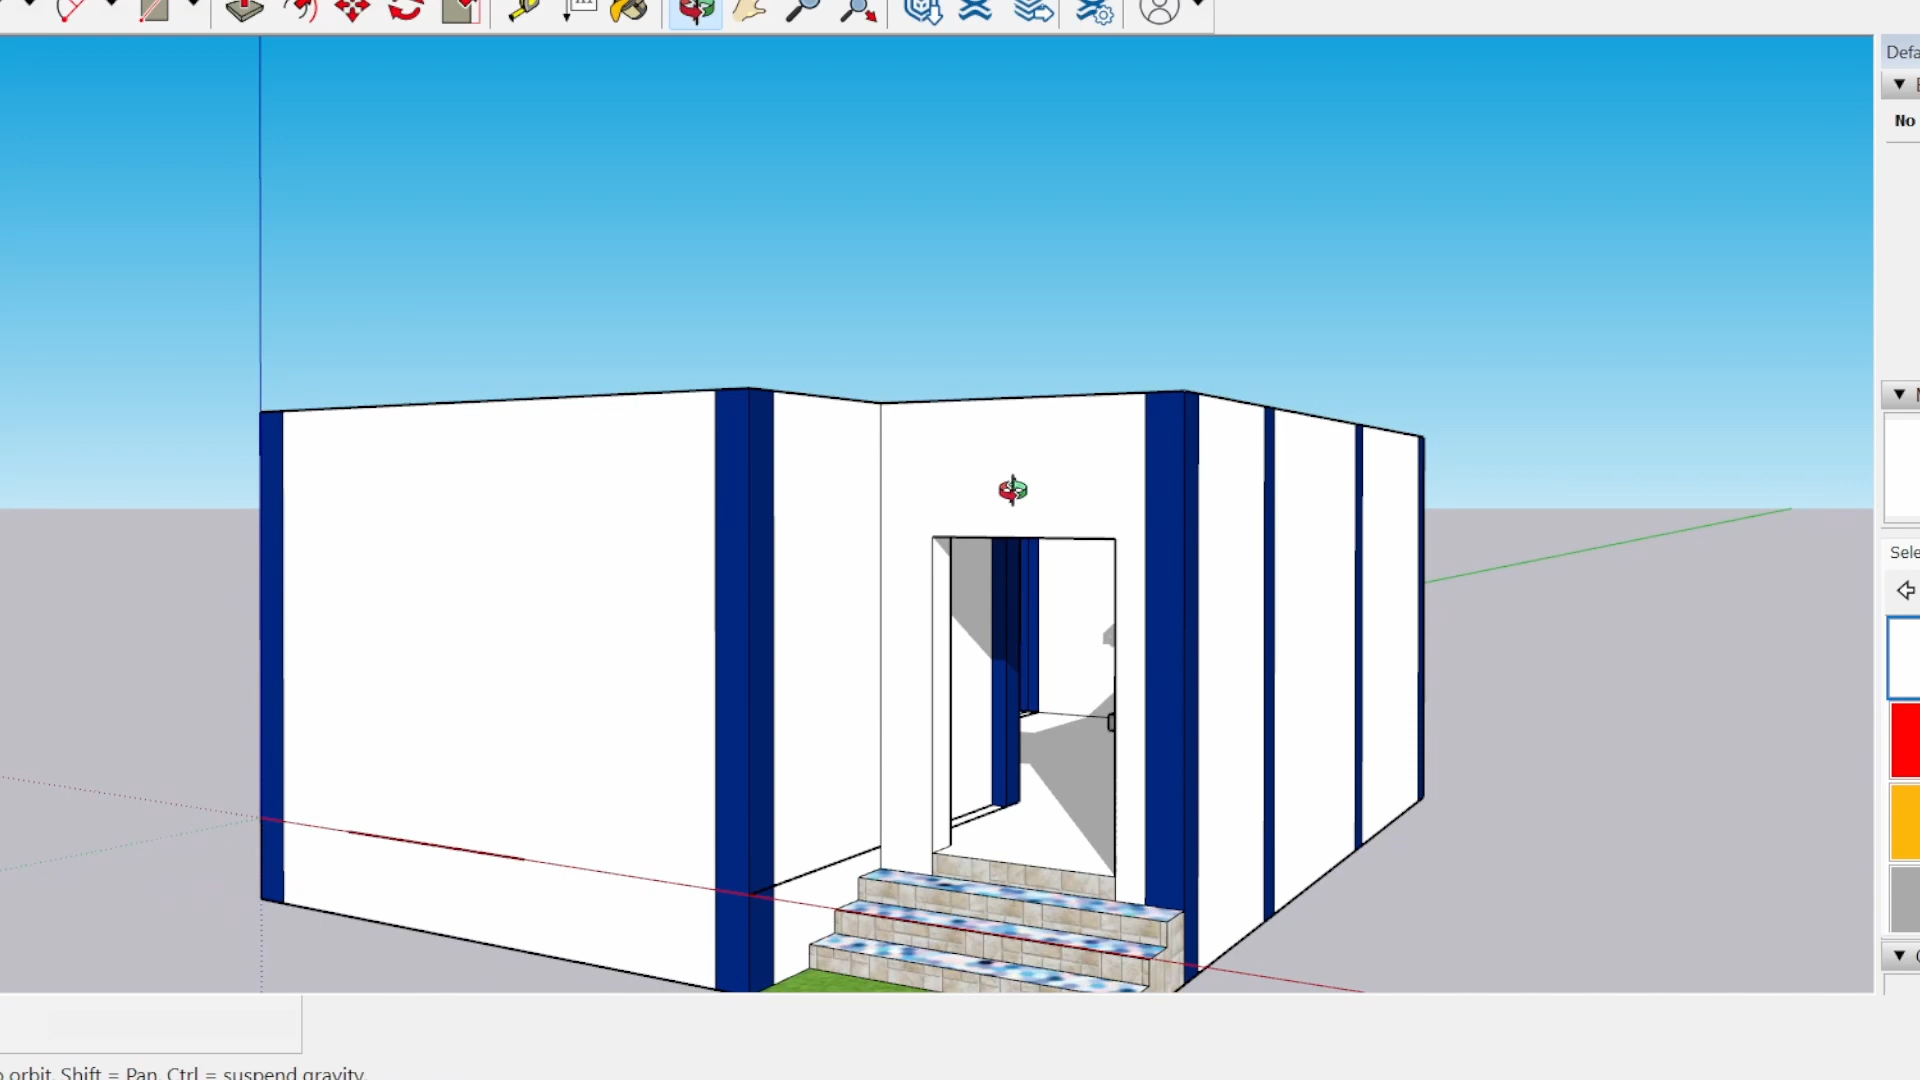 Defa
No
Sele
orbit. Shift = Pan, Ctrl = suspend gravity.